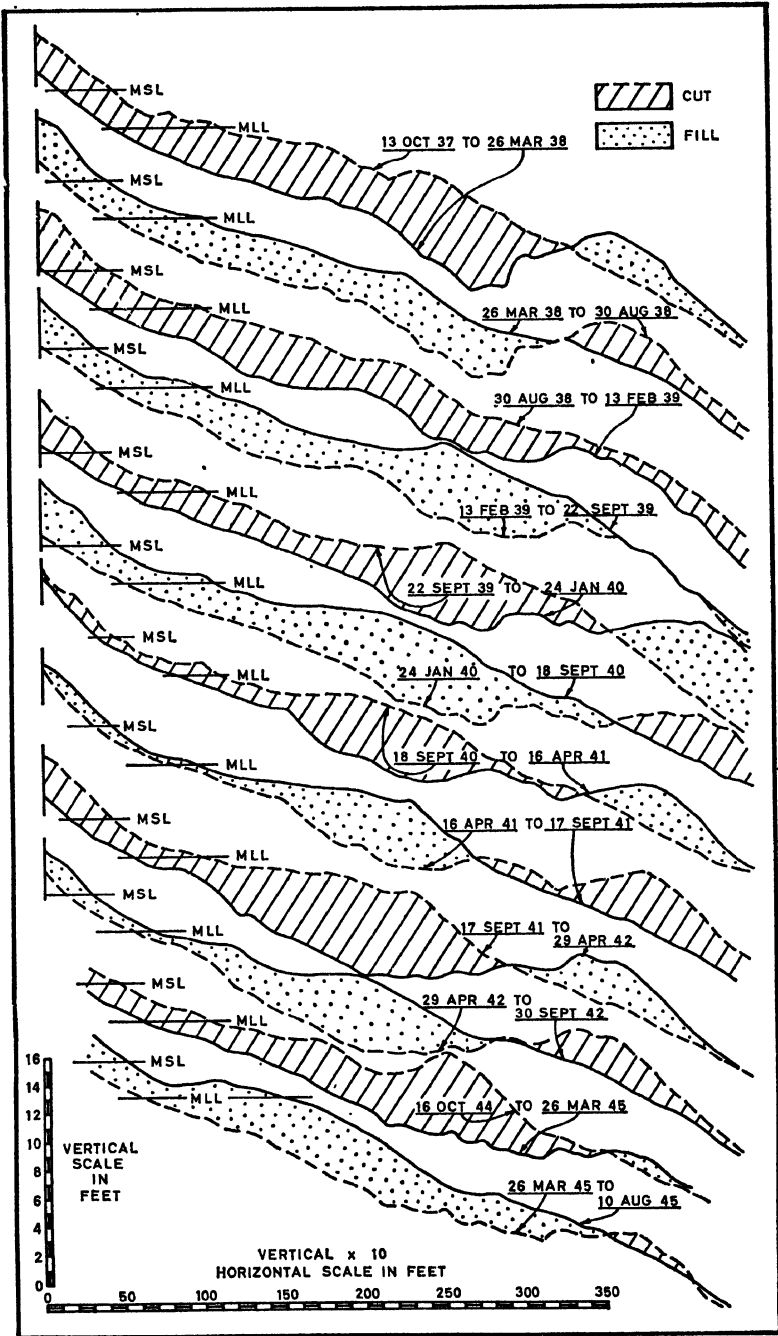 MSL
CUT
MLL
FILL
13 OCT 37 TO 26 MAR 38
MSL
MLL
MSL
26 MAR 38 TO 30 AUG 38
MLL
MSL
30 AUG 38 TO 13 FEB 39
MLL
MSL
13 FEB 39 TO 22 SEPT 39
MLL
MSL
22 SEPT 39 TO 24 JAN 40
MLL
MSL
24 JAN 40 TO 18 SEPT 40
MLL
MSL
18 SEPT 40 TO 16 APR 41
MLL
MSL
16 APR 41 TO 17 SEPT 41
MLL
MSL
17 SEPT 41 TO
29 APR 42
MLL
MSL
29 APR 42 TO
30 SEPT 42
MLL
MSL
16 OCT 44 TO 26 MAR 45
MLL
26 MAR 45 TO
10 AUG 45
16
14
12
10
8
6
4
2
0
VERTICAL
SCALE
IN
FEET
VERTICAL x 10
HORIZONTAL SCALE IN FEET
0 50 100 150 200 250 300 350